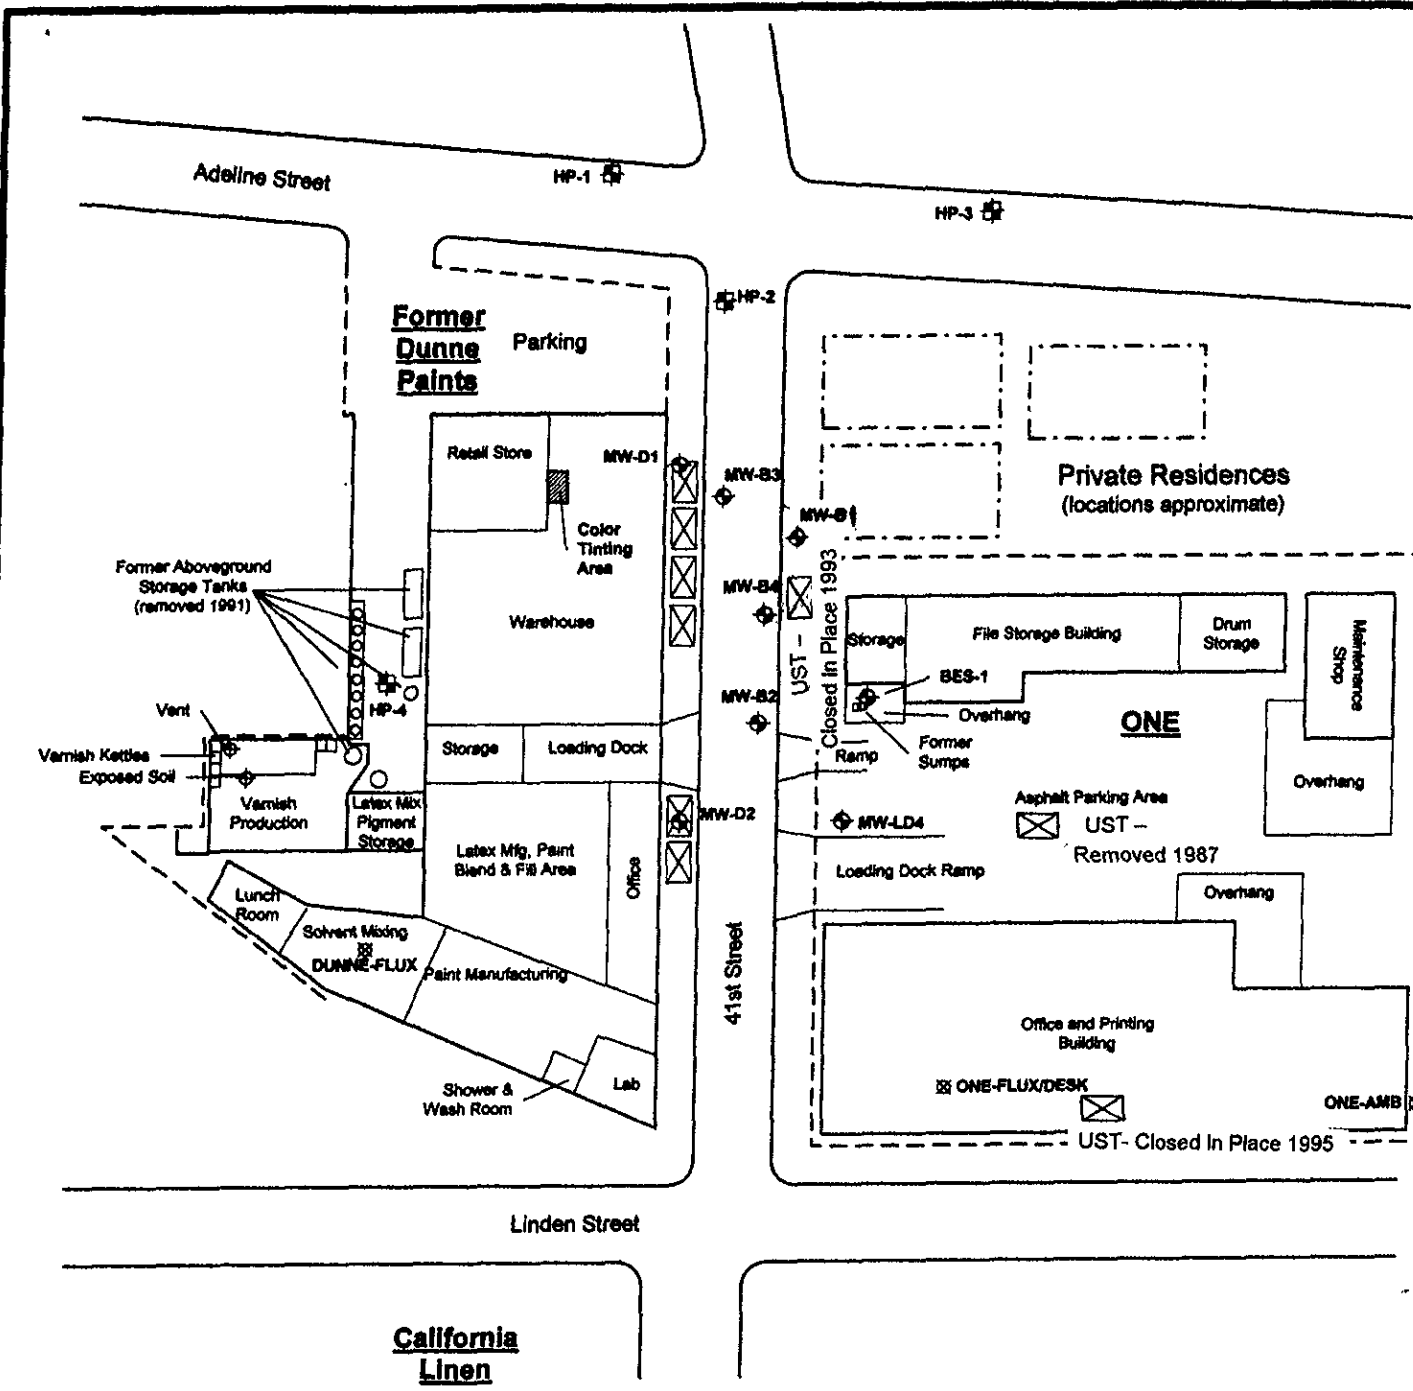 Adeline Street
HP-1
HP-3
HP-2
Former
Dunne
Paints
Parking
Retail Store
MW-D1
MW-B3
Private Residences
(locations approximate)
MW-B1
Color
Tinting
Area
Former Aboveground
Storage Tanks
(removed 1991)
Warehouse
MW-B4
UST –
Closed In Place 1993
Storage
File Storage Building
Drum
Storage
Maintenance
Shop
BES-1
HP-4
MW-B2
Overhang
ONE
Vent
Varnish Kettles
Exposed Soil
Storage
Loading Dock
Ramp
Former
Sumps
Overhang
Varnish
Production
Latex Mix
Pigment
Storage
MW-D2
MW-LD4
Asphalt Parking Area
UST –
Removed 1987
Latex Mfg, Paint
Blend & Fill Area
Office
Loading Dock Ramp
Overhang
Lunch
Room
Solvent Mixing
DUNNE-FLUX
Paint Manufacturing
41st Street
Office and Printing
Building
Shower &
Wash Room
Lab
ONE-FLUX/DESK
ONE-AMB
UST- Closed In Place 1995
Linden Street
California
Linen